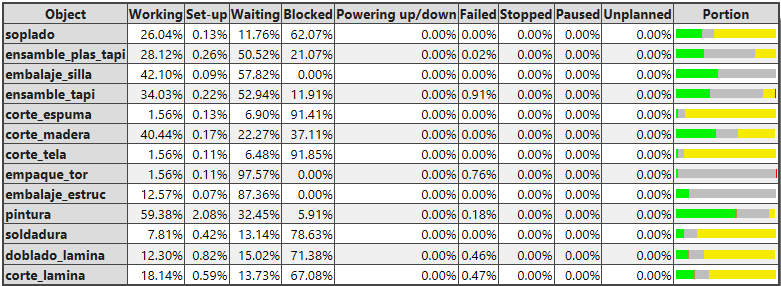 Object Working Set-up Waiting Blocked Powering up/down Failed Stopped Paused Unplanned Portion
soplado 26.04% 0.13% 11.76% 62.07% 0.00% 0.00% 0.00% 0.00% 0.00%
ensamble_plas_tapi 28.12% 0.26% 50.52% 21.07% 0.00% 0.02% 0.00% 0.00% 0.00%
embalaje_silla 42.10% 0.09% 57.82% 0.00% 0.00% 0.00% 0.00% 0.00% 0.00%
ensamble_tapi 34.03% 0.22% 52.94% 11.91% 0.00% 0.91% 0.00% 0.00% 0.00%
corte_espuma 1.56% 0.13% 6.90% 91.41% 0.00% 0.00% 0.00% 0.00% 0.00%
corte_madera 40.44% 0.17% 22.27% 37.11% 0.00% 0.00% 0.00% 0.00% 0.00%
corte_tela 1.56% 0.11% 6.48% 91.85% 0.00% 0.00% 0.00% 0.00% 0.00%
empaque_tor 1.56% 0.11% 97.57% 0.00% 0.00% 0.76% 0.00% 0.00% 0.00%
embalaje_estruc 12.57% 0.07% 87.36% 0.00% 0.00% 0.00% 0.00% 0.00% 0.00%
pintura 59.38% 2.08% 32.45% 5.91% 0.00% 0.18% 0.00% 0.00% 0.00%
soldadura 7.81% 0.42% 13.14% 78.63% 0.00% 0.00% 0.00% 0.00% 0.00%
doblado_lamina 12.30% 0.82% 15.02% 71.38% 0.00% 0.46% 0.00% 0.00% 0.00%
corte_lamina 18.14% 0.59% 13.73% 67.08% 0.00% 0.47% 0.00% 0.00% 0.00%